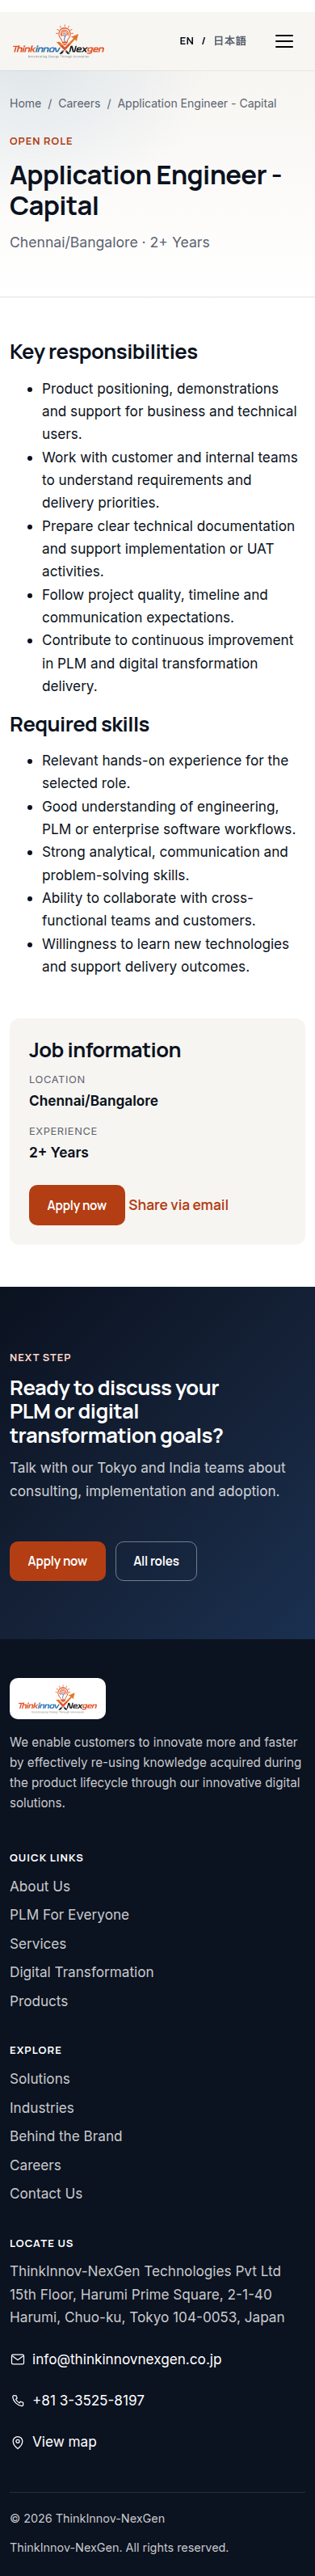 ThinkInnov NexGen
EN / 日本語
Home / Careers / Application Engineer - Capital
OPEN ROLE
Application Engineer -
Capital
Chennai/Bangalore · 2+ Years
Key responsibilities
• Product positioning, demonstrations
and support for business and technical
users.
• Work with customer and internal teams
to understand requirements and
delivery priorities.
• Prepare clear technical documentation
and support implementation or UAT
activities.
• Follow project quality, timeline and
communication expectations.
• Contribute to continuous improvement
in PLM and digital transformation
delivery.
Required skills
• Relevant hands-on experience for the
selected role.
• Good understanding of engineering,
PLM or enterprise software workflows.
• Strong analytical, communication and
problem-solving skills.
• Ability to collaborate with cross-
functional teams and customers.
• Willingness to learn new technologies
and support delivery outcomes.
Job information
LOCATION
Chennai/Bangalore
EXPERIENCE
2+ Years
Apply now Share via email
NEXT STEP
Ready to discuss your
PLM or digital
transformation goals?
Talk with our Tokyo and India teams about
consulting, implementation and adoption.
Apply now All roles
ThinkInnov NexGen
We enable customers to innovate more and faster
by effectively re-using knowledge acquired during
the product lifecycle through our innovative digital
solutions.
QUICK LINKS
About Us
PLM For Everyone
Services
Digital Transformation
Products
EXPLORE
Solutions
Industries
Behind the Brand
Careers
Contact Us
LOCATE US
ThinkInnov-NexGen Technologies Pvt Ltd
15th Floor, Harumi Prime Square, 2-1-40
Harumi, Chuo-ku, Tokyo 104-0053, Japan
info@thinkinnovnexgen.co.jp
+81 3-3525-8197
View map
© 2026 ThinkInnov-NexGen
ThinkInnov-NexGen. All rights reserved.